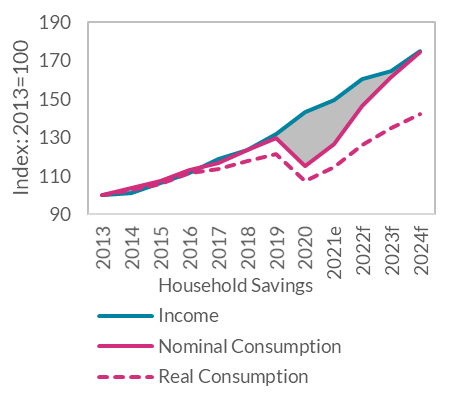 190
170
150
130
110
90
Index:2013=100
2013
2014
2015
2016
2017
2018
2019
2020
2021e
2022f
2023f
2024f
Household Savings
Income
Nominal Consumption
Real Consumption